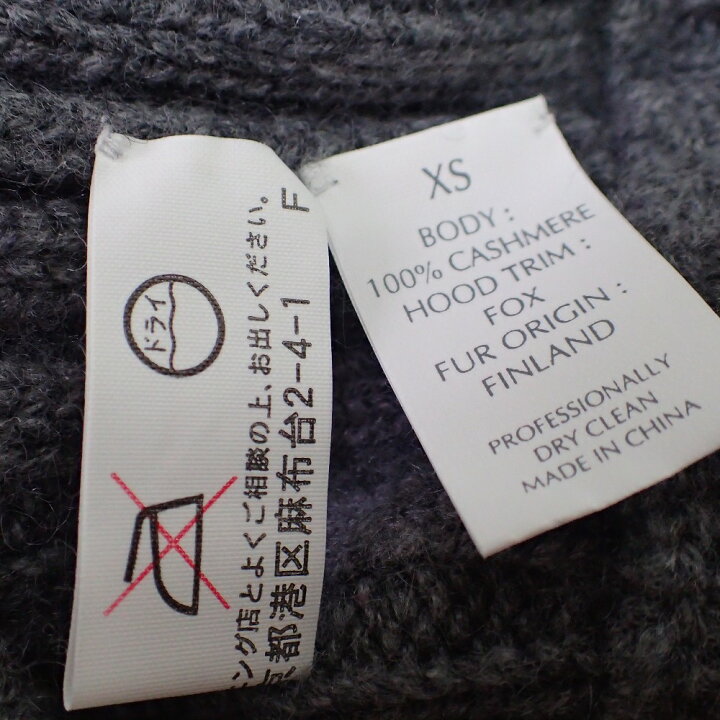 ドライ
ング店とよくご相談の上、お出しください。
都港区麻布台2-4-1 F
XS
BODY :
100% CASHMERE
HOOD TRIM :
FOX
FUR ORIGIN :
FINLAND
PROFESSIONALLY
DRY CLEAN
MADE IN CHINA